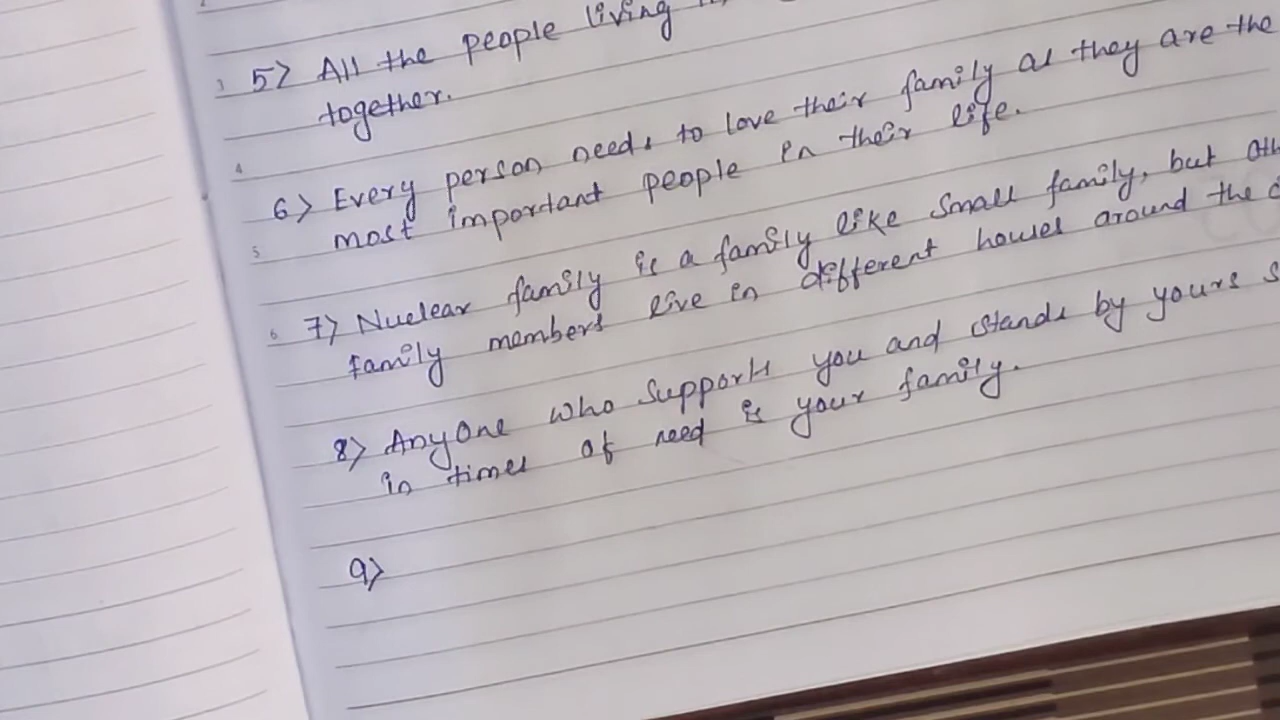 5) All the people living
together.
6) Every person needs to love their family as they are the
most important people in their life.
7) Nuclear family is a family like small family, but
family members live in different houses around the
8) Anyone who supports you and stands by yours
in times of need is your family.
9)